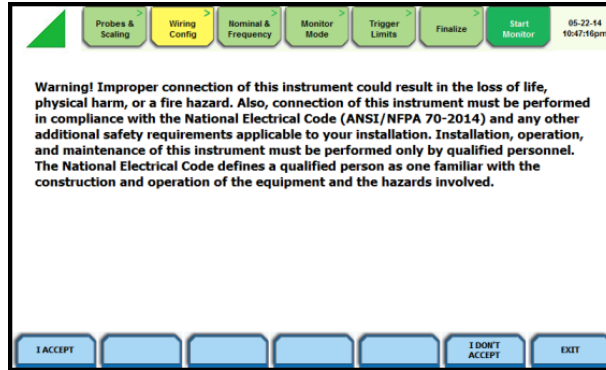 Probes & Scaling > Wiring Config > Nominal & Frequency > Monitor Mode > Trigger Limits > Finalize > Start Monitor 05-22-14 10:47:16pm
Warning! Improper connection of this instrument could result in the loss of life,
physical harm, or a fire hazard. Also, connection of this instrument must be performed
in compliance with the National Electrical Code (ANSI/NFPA 70-2014) and any other
additional safety requirements applicable to your installation. Installation, operation,
and maintenance of this instrument must be performed only by qualified personnel.
The National Electrical Code defines a qualified person as one familiar with the
construction and operation of the equipment and the hazards involved.
I ACCEPT I DON'T ACCEPT EXIT